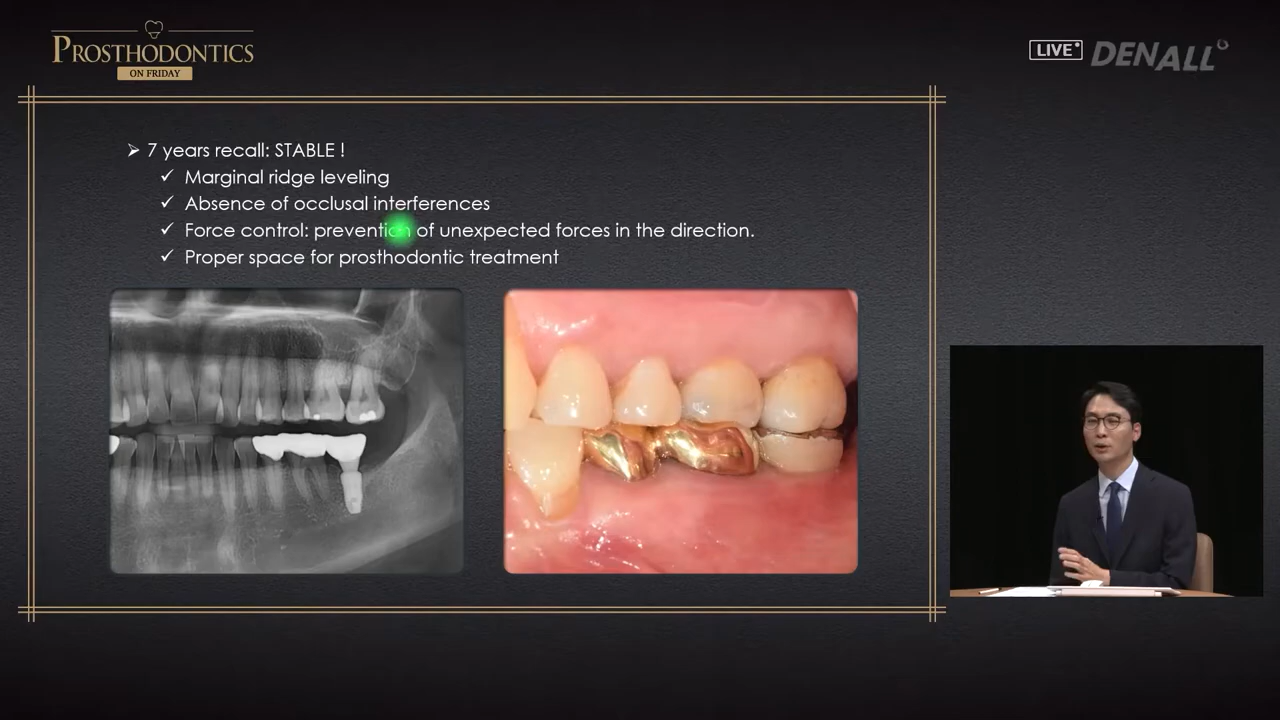 PROSTHODONTICS
ON FRIDAY
LIVE
DENALL
➢ 7 years recall: STABLE !
✓ Marginal ridge leveling
✓ Absence of occlusal interferences
✓ Force control: prevention of unexpected forces in the direction.
✓ Proper space for prosthodontic treatment